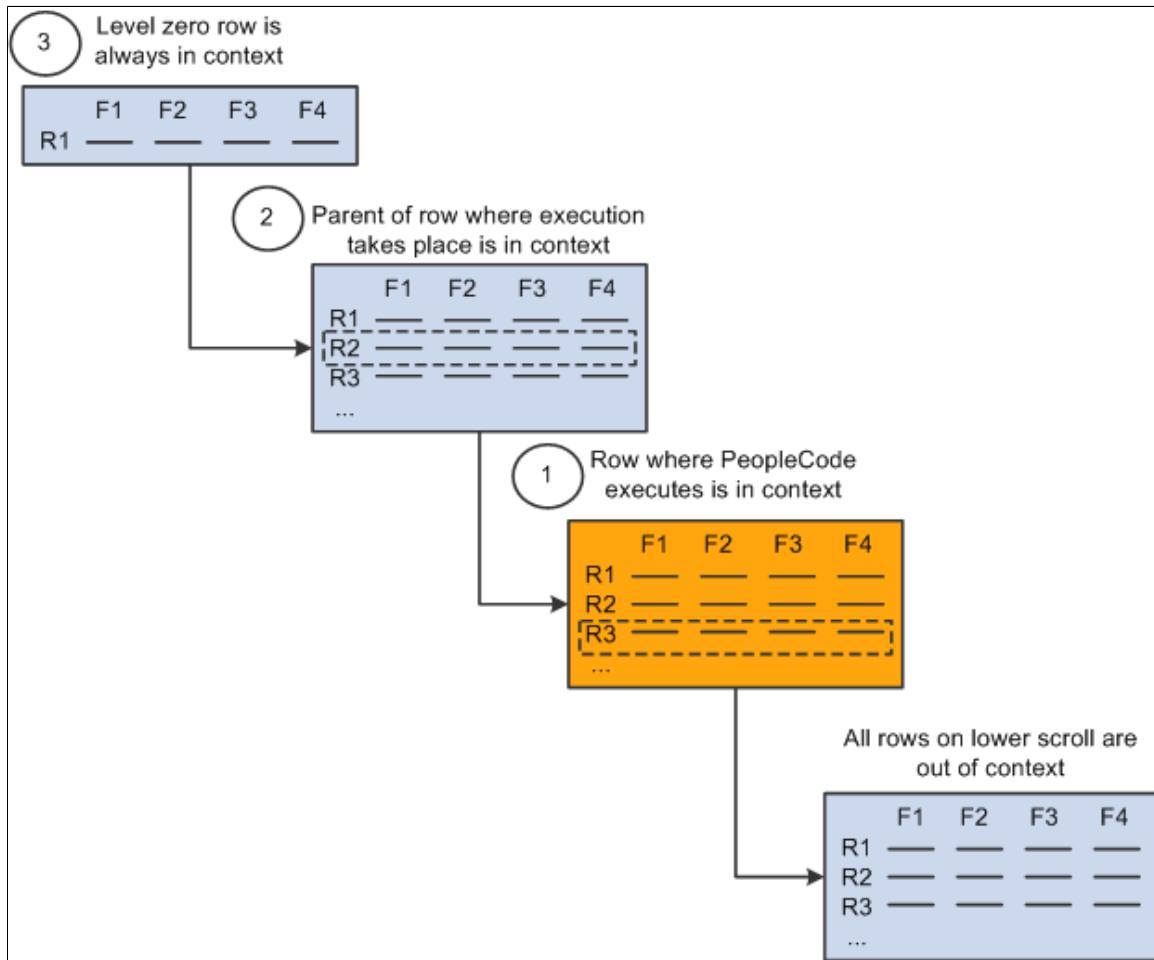 3
Level zero row is
always in context
F1 F2 F3 F4
R1
2
Parent of row where execution
takes place is in context
F1 F2 F3 F4
R1
R2
R3
...
1
Row where PeopleCode
executes is in context
F1 F2 F3 F4
R1
R2
R3
...
All rows on lower scroll are
out of context
F1 F2 F3 F4
R1
R2
R3
...